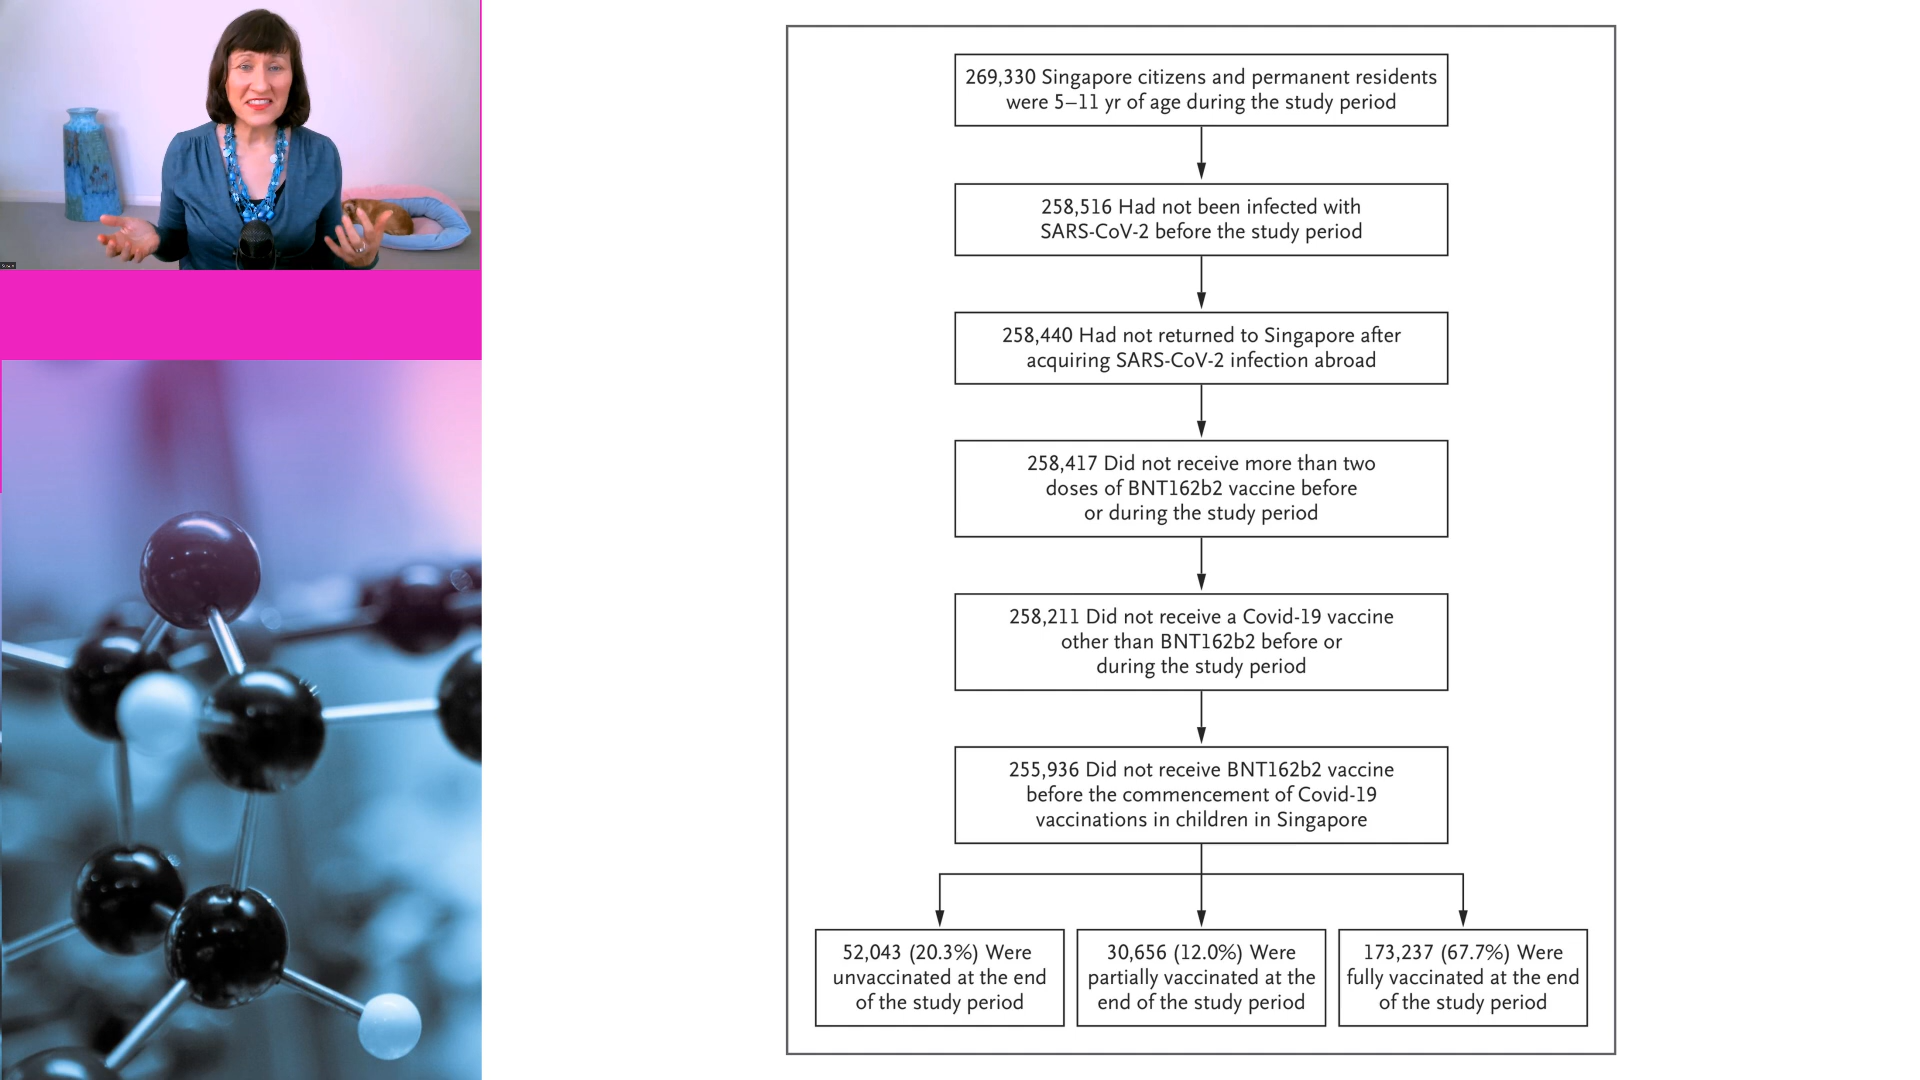 269,330 Singapore citizens and permanent residents
were 5–11 yr of age during the study period
258,516 Had not been infected with
SARS-CoV-2 before the study period
258,440 Had not returned to Singapore after
acquiring SARS-CoV-2 infection abroad
258,417 Did not receive more than two
doses of BNT162b2 vaccine before
or during the study period
258,211 Did not receive a Covid-19 vaccine
other than BNT162b2 before or
during the study period
255,936 Did not receive BNT162b2 vaccine
before the commencement of Covid-19
vaccinations in children in Singapore
52,043 (20.3%) Were
unvaccinated at the end
of the study period
30,656 (12.0%) Were
partially vaccinated at the
end of the study period
173,237 (67.7%) Were
fully vaccinated at the end
of the study period